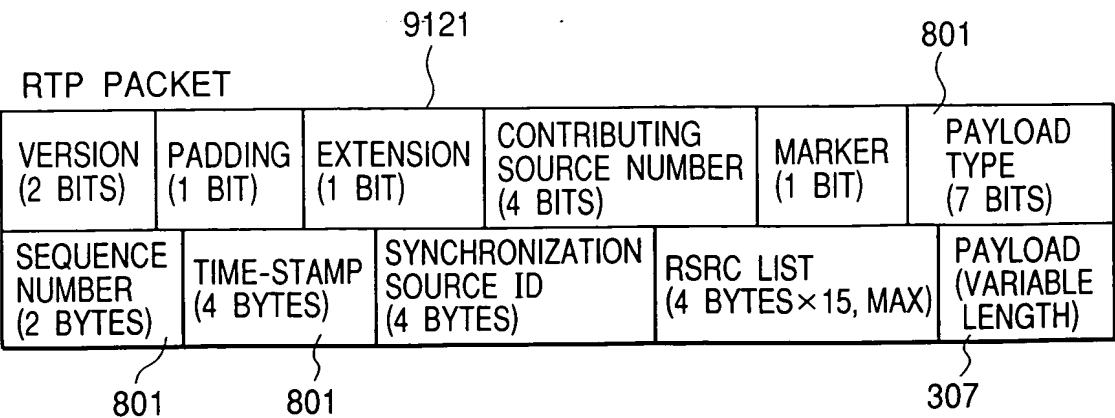 9121
801
RTP PACKET
VERSION
(2 BITS)
PADDING
(1 BIT)
EXTENSION
(1 BIT)
CONTRIBUTING
SOURCE NUMBER
(4 BITS)
MARKER
(1 BIT)
PAYLOAD
TYPE
(7 BITS)
SEQUENCE
NUMBER
(2 BYTES)
TIME-STAMP
(4 BYTES)
SYNCHRONIZATION
SOURCE ID
(4 BYTES)
RSRC LIST
(4 BYTES×15, MAX)
PAYLOAD
(VARIABLE
LENGTH)
801
801
307